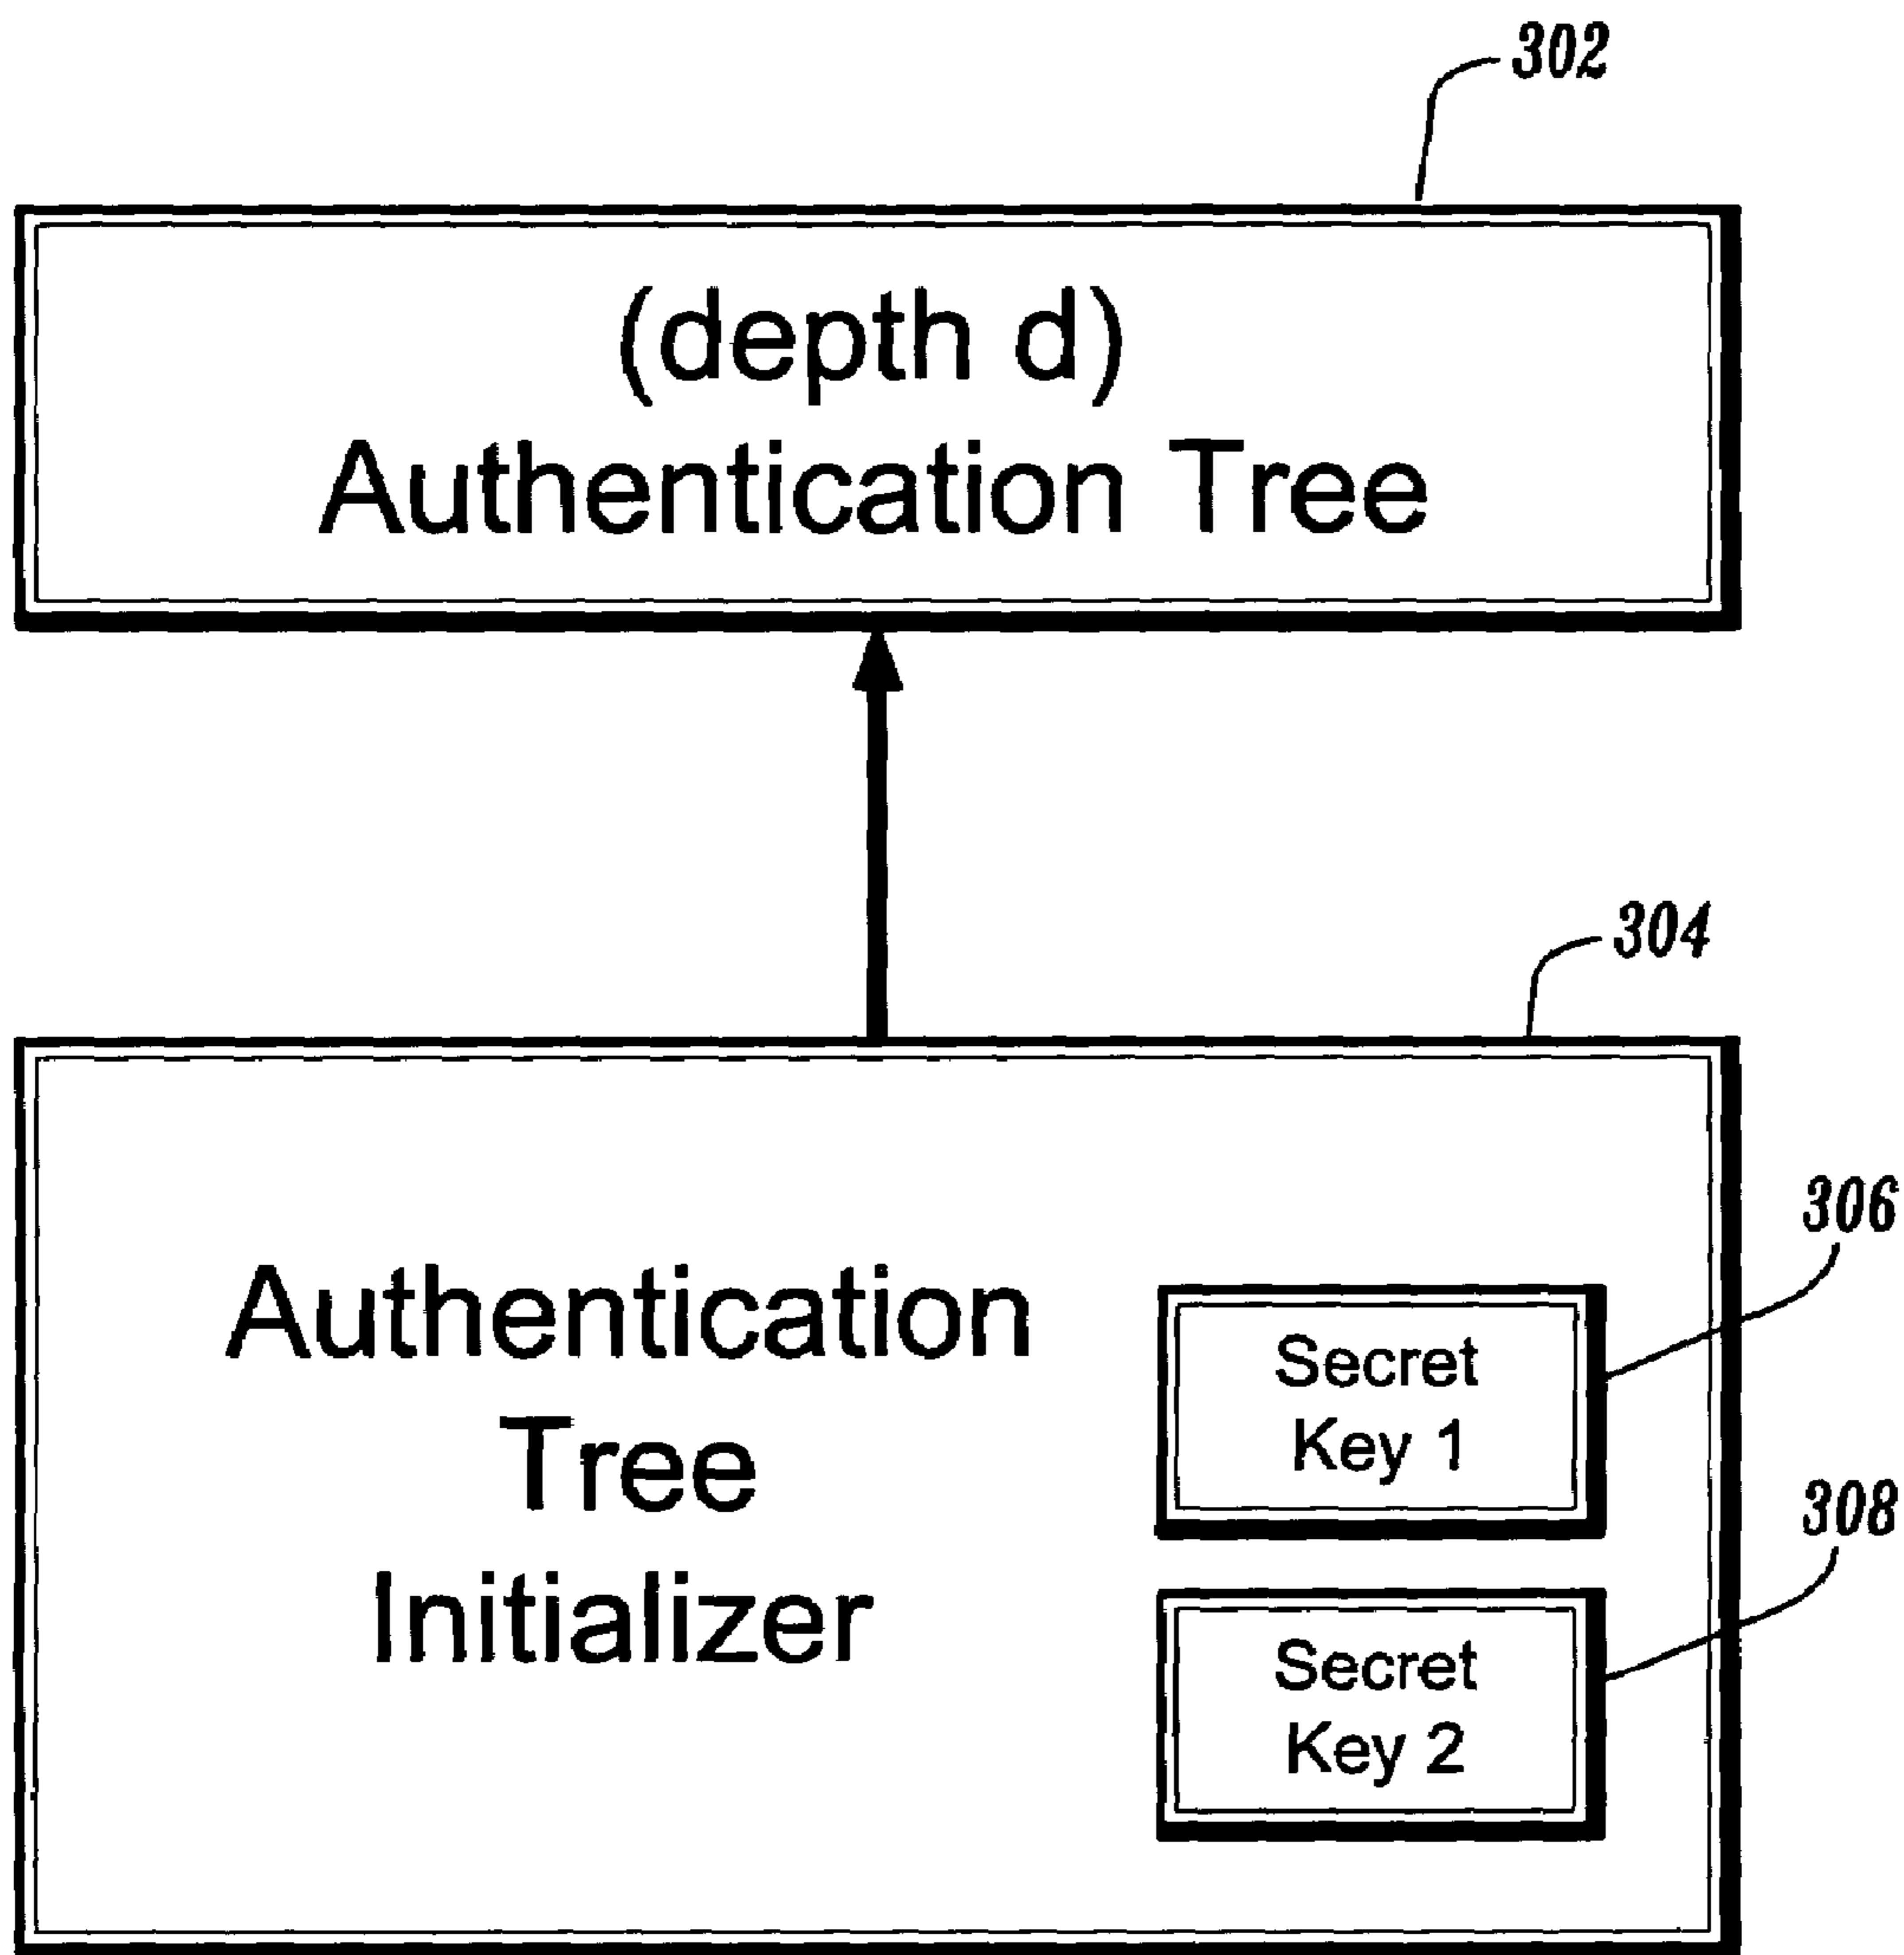 302
(depth d)
Authentication Tree
304
306
Authentication
Tree
Initializer
Secret
Key 1
308
Secret
Key 2